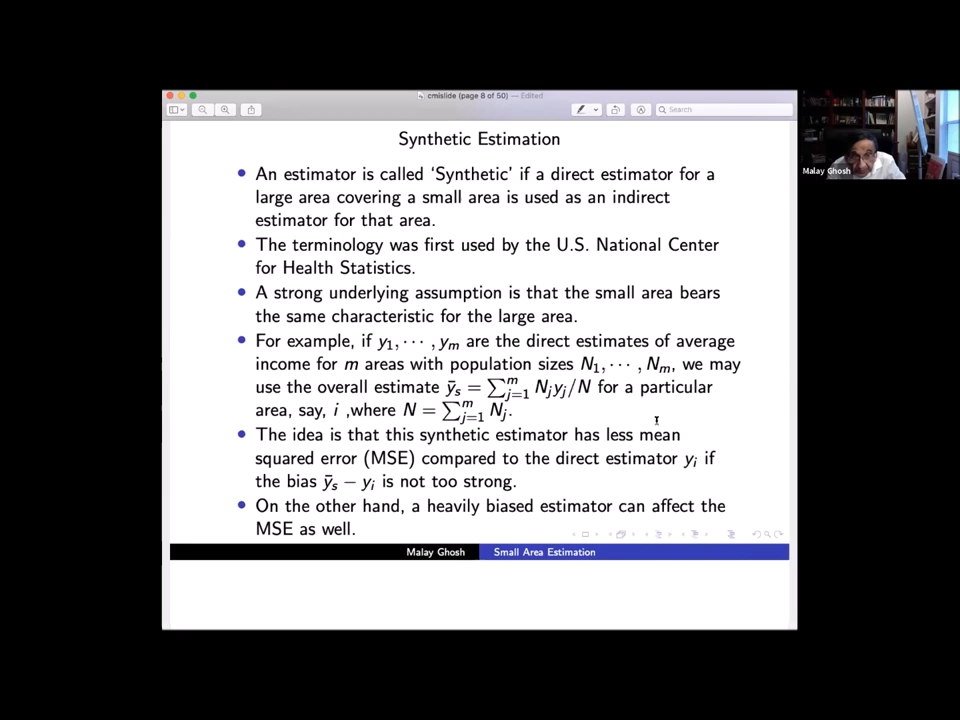 cmislide (page 8 of 50) — Edited
Search
Synthetic Estimation
• An estimator is called ‘Synthetic’ if a direct estimator for a
large area covering a small area is used as an indirect
estimator for that area.
• The terminology was first used by the U.S. National Center
for Health Statistics.
• A strong underlying assumption is that the small area bears
the same characteristic for the large area.
• For example, if y₁, ··· , yₘ are the direct estimates of average
income for m areas with population sizes N₁, ··· , Nₘ, we may
use the overall estimate ȳₛ = ∑ᵐⱼ₌₁ Nⱼyⱼ/N for a particular
area, say, i ,where N = ∑ᵐⱼ₌₁ Nⱼ.
• The idea is that this synthetic estimator has less mean
squared error (MSE) compared to the direct estimator yᵢ if
the bias ȳₛ − yᵢ is not too strong.
• On the other hand, a heavily biased estimator can affect the
MSE as well.
Malay Ghosh Small Area Estimation
Malay Ghosh